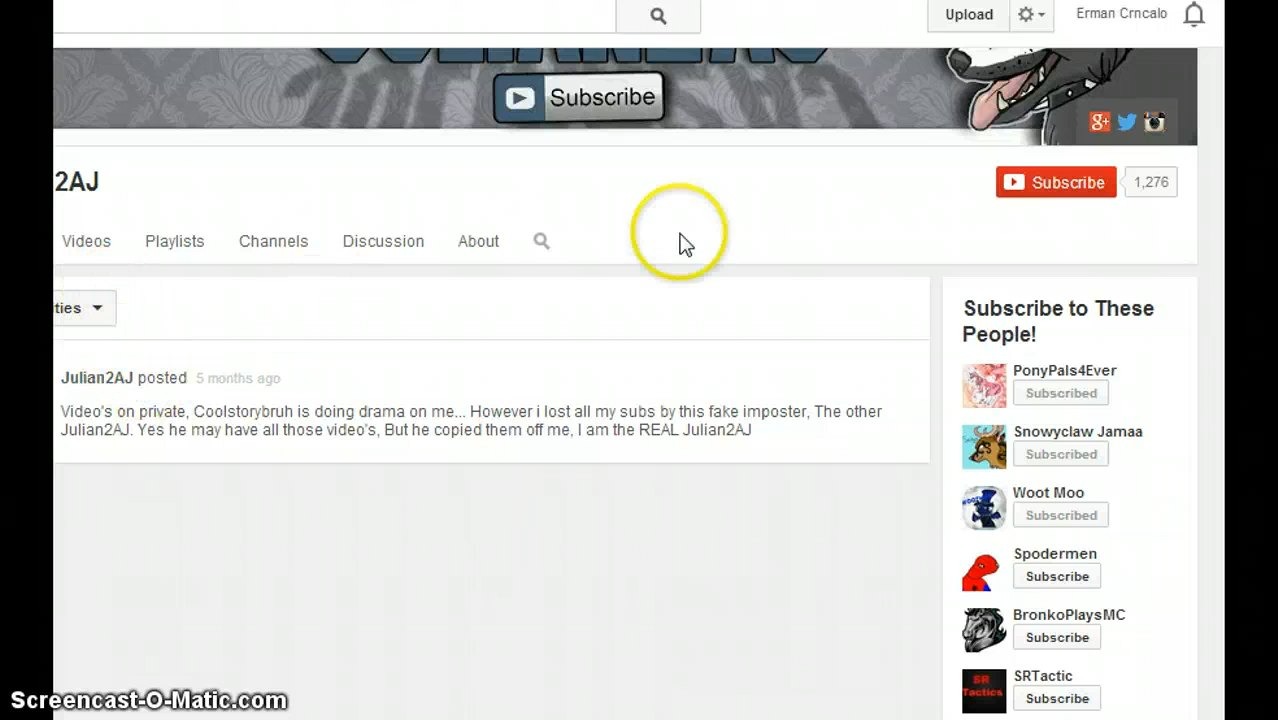 Upload
Erman Crncalo
Subscribe
2AJ
Subscribe
1,276
Videos
Playlists
Channels
Discussion
About
ties
Subscribe to These
People!
Julian2AJ posted 5 months ago
Video's on private, Coolstorybruh is doing drama on me... However i lost all my subs by this fake imposter, The other
Julian2AJ. Yes he may have all those video's, But he copied them off me, I am the REAL Julian2AJ
PonyPals4Ever
Subscribed
Snowyclaw Jamaa
Subscribed
Woot Moo
Subscribed
Spodermen
Subscribe
BronkoPlaysMC
Subscribe
SR
Tactics
SRTactic
Subscribe
Screencast-O-Matic.com